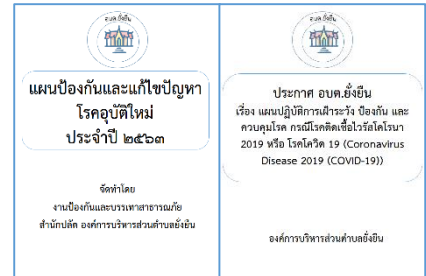 อบต.ยั่งยืน
แผนป้องกันและแก้ไขปัญหา
โรคอุบัติใหม่
ประจำปี ๒๕๖๓
จัดทำโดย
งานป้องกันและบรรเทาสาธารณภัย
สำนักปลัด องค์การบริหารส่วนตำบลยั่งยืน
อบต.ยั่งยืน
ประกาศ อบต.ยั่งยืน
เรื่อง แผนปฏิบัติการเฝ้าระวัง ป้องกัน และ
ควบคุมโรค กรณีโรคติดเชื้อไวรัสโคโรนา
2019 หรือ โรคโควิด 19 (Coronavirus
Disease 2019 (COVID-19))
องค์การบริหารส่วนตำบลยั่งยืน